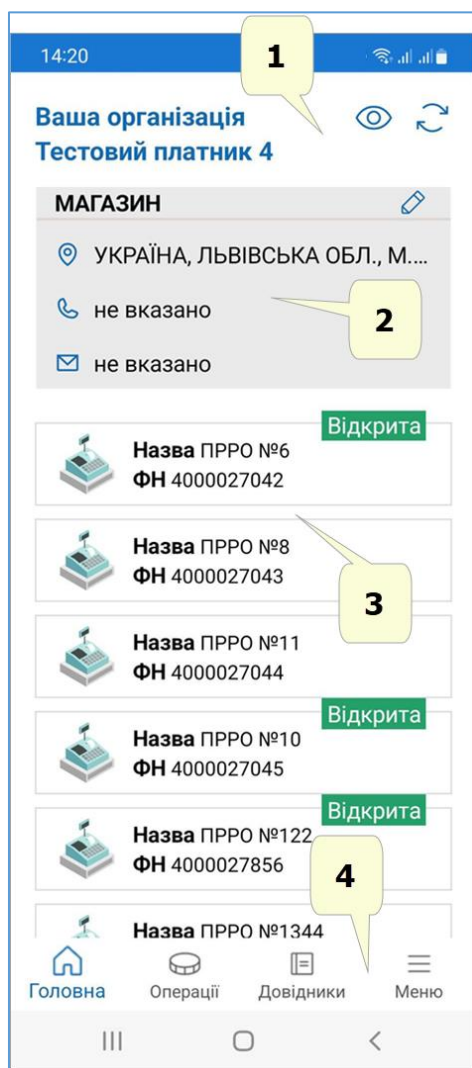 14:20
1
Ваша організація
Тестовий платник 4
МАГАЗИН
УКРАЇНА, ЛЬВІВСЬКА ОБЛ., М....
не вказано
2
не вказано
Відкрита
Назва ПРРО №6
ФН 4000027042
Назва ПРРО №8
ФН 4000027043
3
Назва ПРРО №11
ФН 4000027044
Відкрита
Назва ПРРО №10
ФН 4000027045
Відкрита
Назва ПРРО №122
ФН 4000027856
4
Назва ПРРО №1344
Головна Операції Довідники Меню